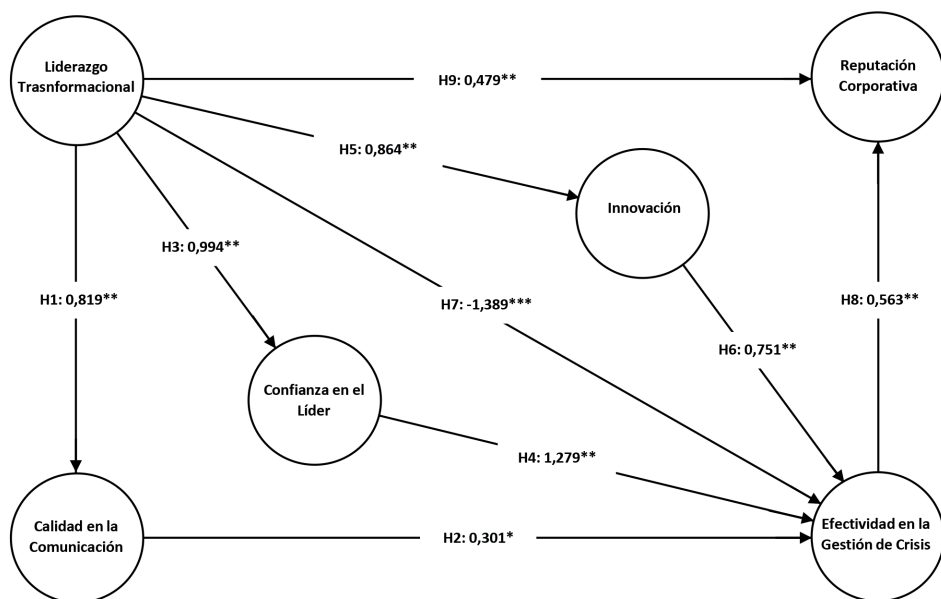 Liderazgo
Trasnformacional
Reputación
Corporativa
H9: 0,479**
H5: 0,864**
Innovación
H3: 0,994**
H1: 0,819**
H7: -1,389***
H8: 0,563**
H6: 0,751**
Confianza en el
Líder
H4: 1,279**
Calidad en la
Comunicación
H2: 0,301*
Efectividad en la
Gestión de Crisis